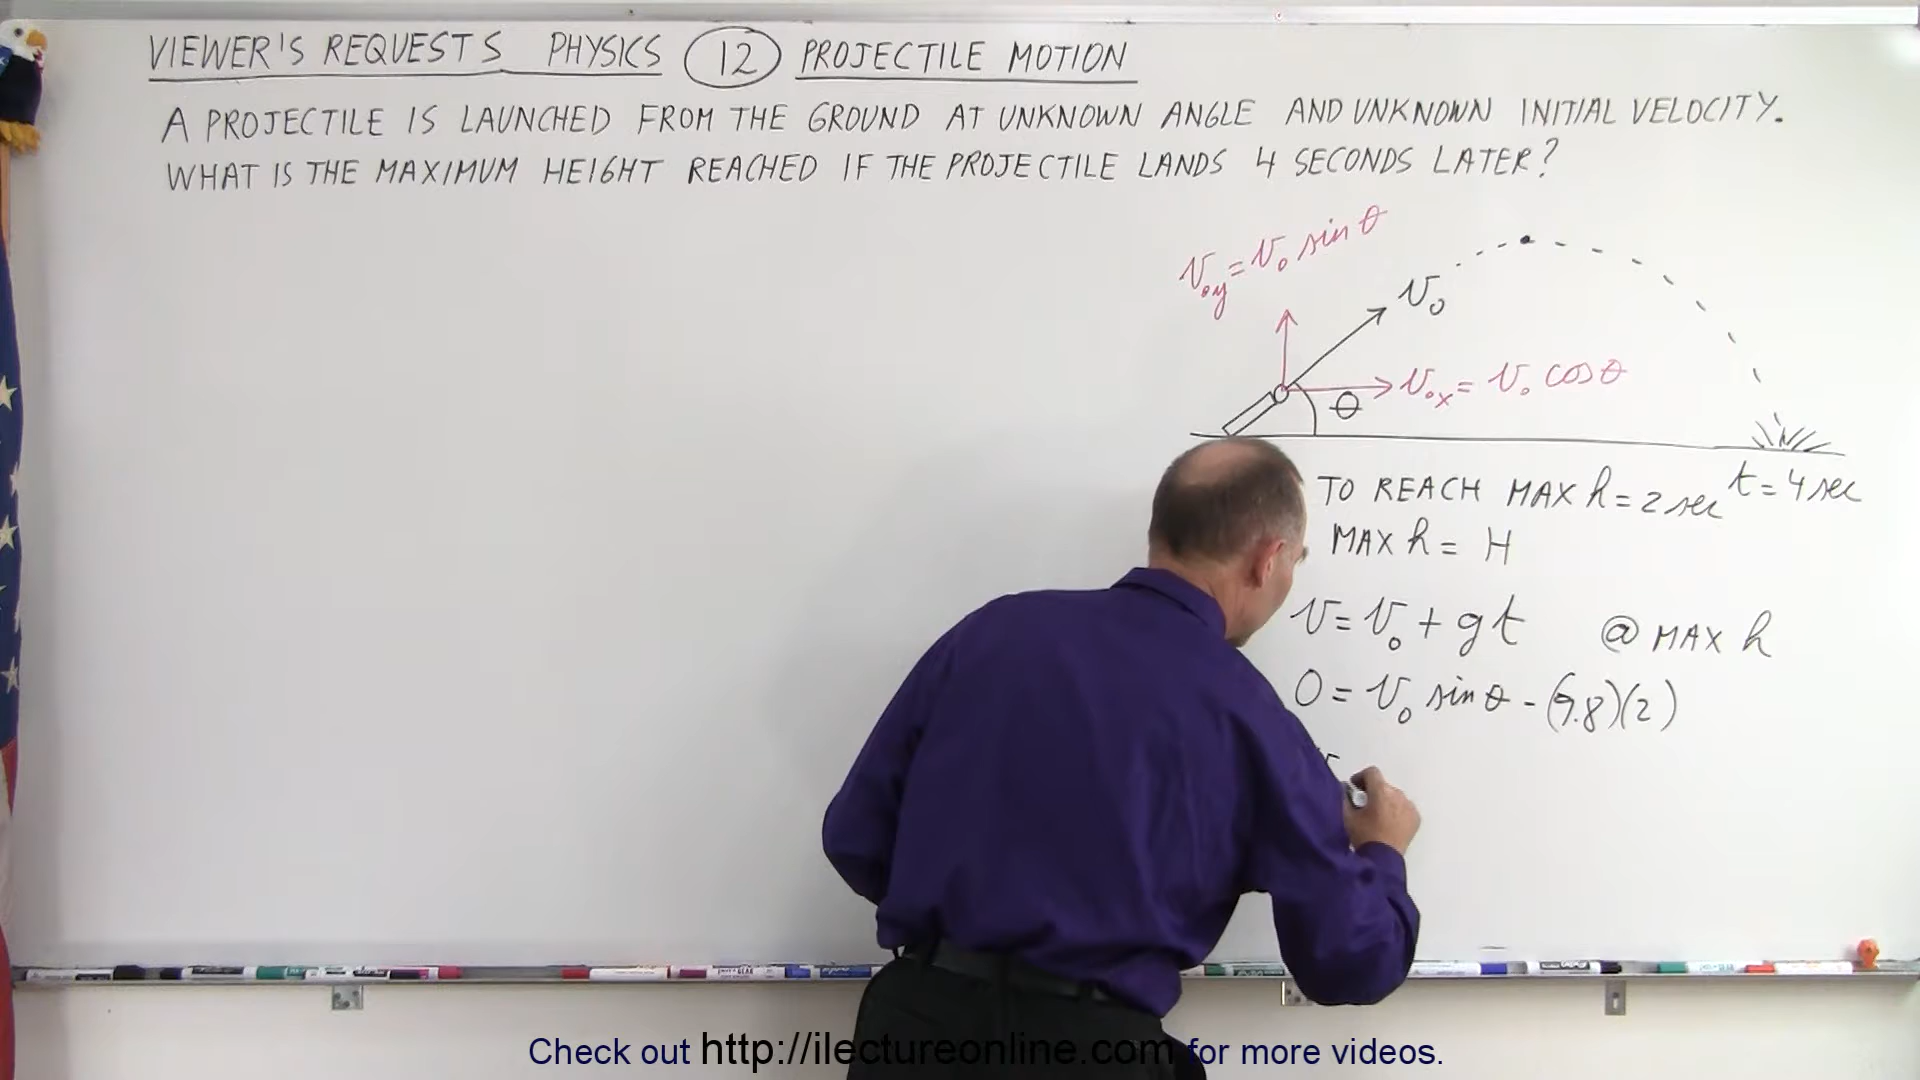 VIEWER'S REQUESTS PHYSICS 12 PROJECTILE MOTION
A PROJECTILE IS LAUNCHED FROM THE GROUND AT UNKNOWN ANGLE AND UNKNOWN INITIAL VELOCITY.
WHAT IS THE MAXIMUM HEIGHT REACHED IF THE PROJECTILE LANDS 4 SECONDS LATER?
v₀y = v₀ sin θ
v₀
v₀x = v₀ cos θ
θ
t = 4 sec
TO REACH MAX h = 2 sec
MAX h = H
v = v₀ + gt @ MAX h
0 = v₀ sin θ - (9.8)(2)
Check out http://ilectureonline.com for more videos.